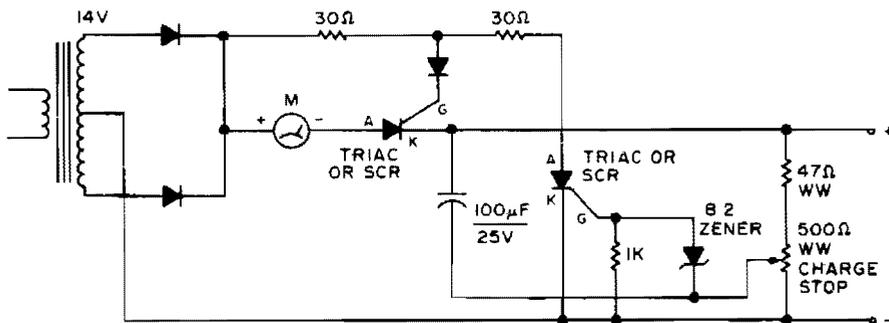 14V
30Ω
30Ω
+
M
-
A
G
K
TRIAC
OR SCR
A
TRIAC OR
SCR
K
G
100µF
25V
1K
8 2
ZENER
47Ω
WW
500Ω
WW
CHARGE
STOP
+
-